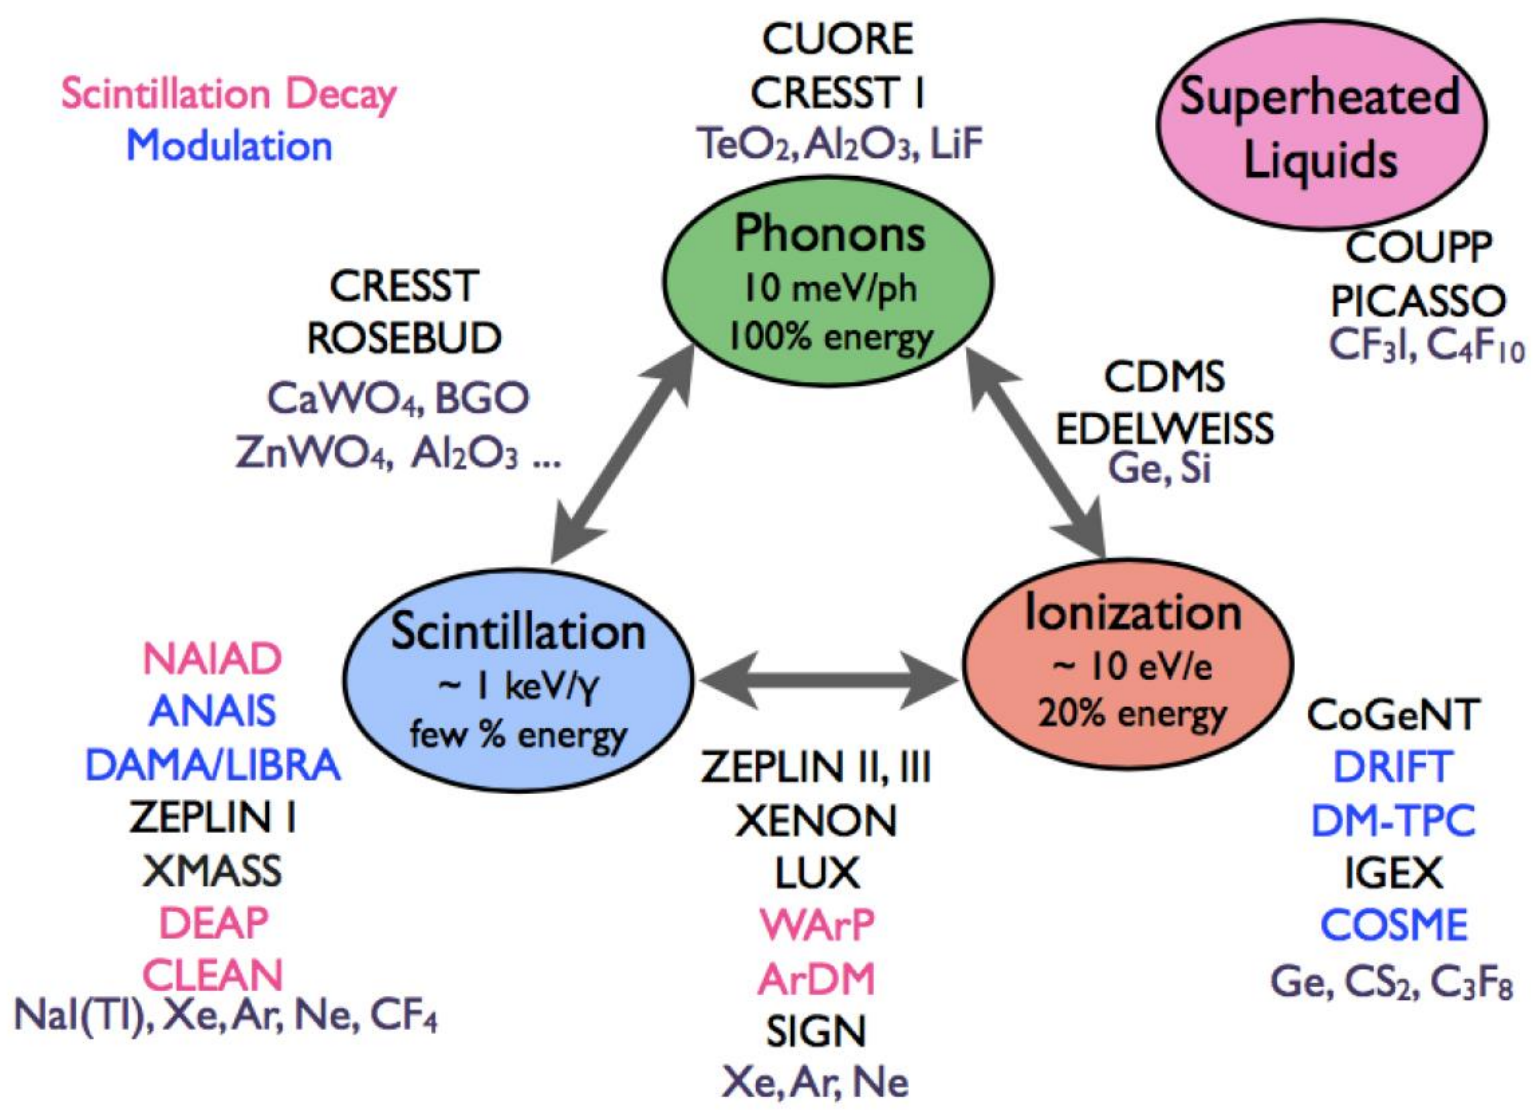 Scintillation Decay
Modulation
CUORE
CRESST I
TeO₂, Al₂O₃, LiF
Phonons
10 meV/ph
100% energy
Superheated
Liquids
COUPP
PICASSO
CF₃I, C₄F₁₀
CRESST
ROSEBUD
CaWO₄, BGO
ZnWO₄, Al₂O₃ ...
CDMS
EDELWEISS
Ge, Si
Scintillation
~ 1 keV/γ
few % energy
Ionization
~ 10 eV/e
20% energy
NAIAD
ANAIS
DAMA/LIBRA
ZEPLIN I
XMASS
DEAP
CLEAN
NaI(Tl), Xe, Ar, Ne, CF₄
ZEPLIN II, III
XENON
LUX
WArP
ArDM
SIGN
Xe, Ar, Ne
CoGeNT
DRIFT
DM-TPC
IGEX
COSME
Ge, CS₂, C₃F₈